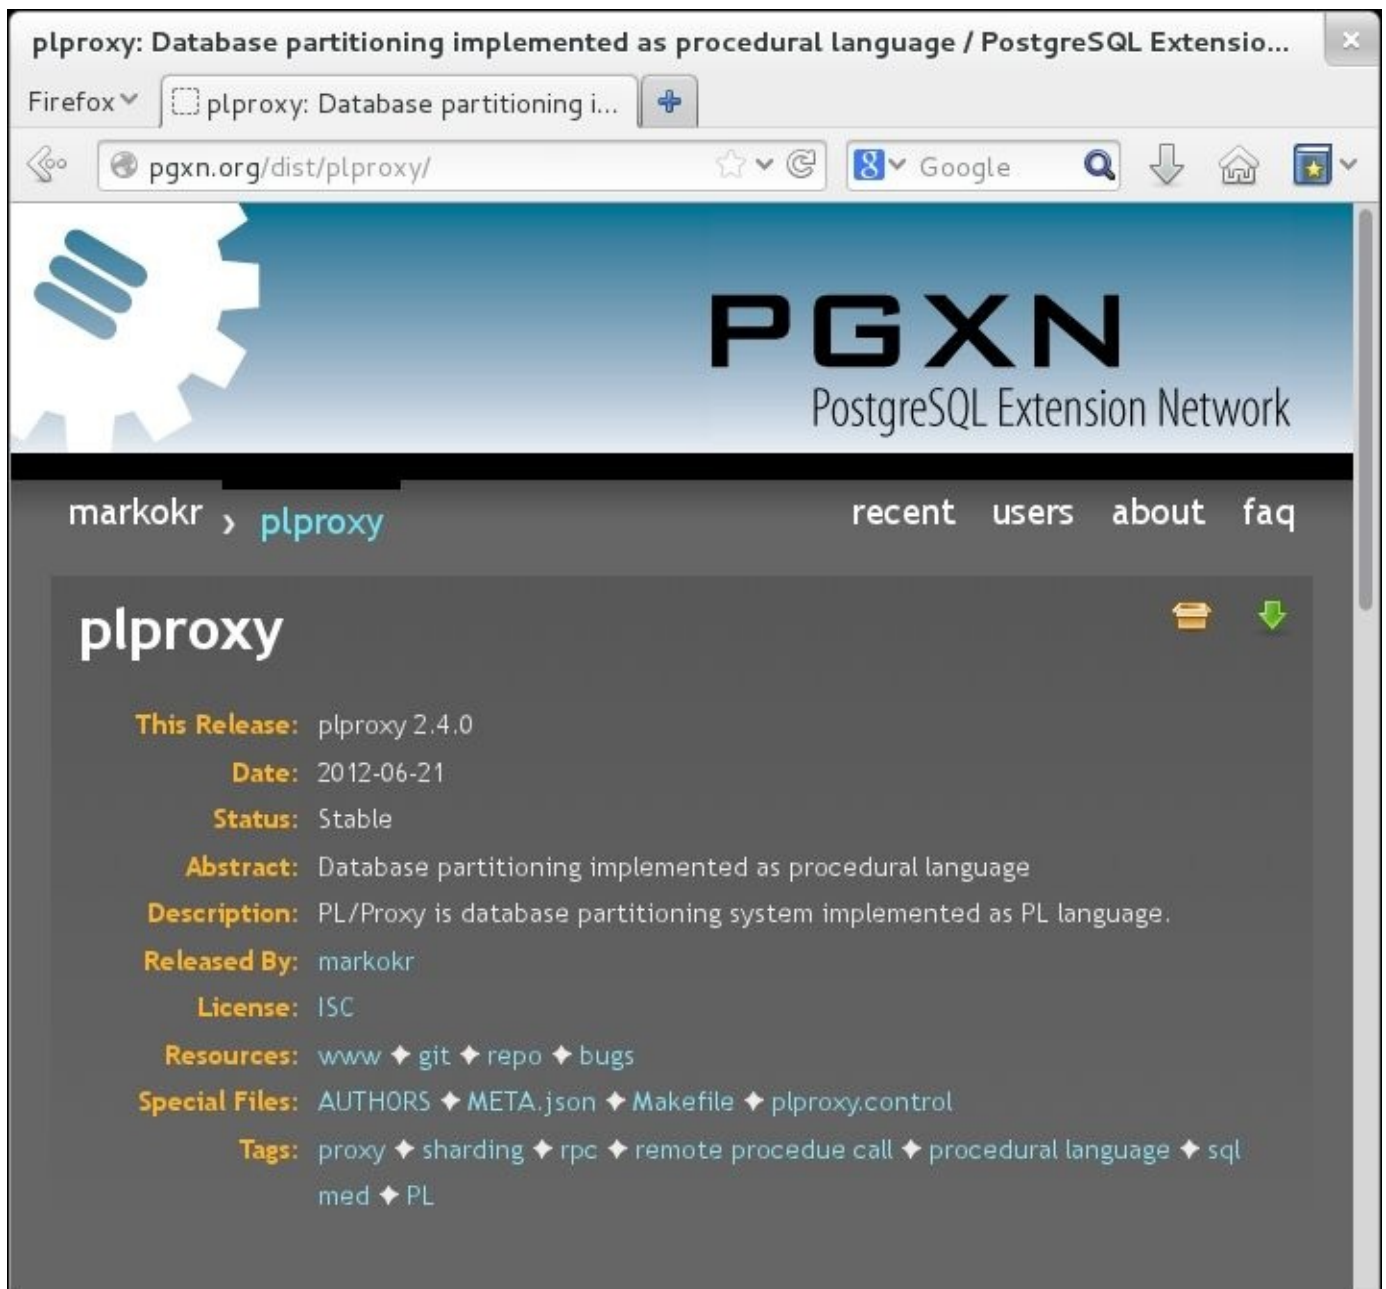 plproxy: Database partitioning implemented as procedural language / PostgreSQL Extensio...
Firefox
plproxy: Database partitioning i...
pgxn.org/dist/plproxy/
8
Google
PGXN
PostgreSQL Extension Network
markokr › plproxy
recent users about faq
plproxy
This Release: plproxy 2.4.0
Date: 2012-06-21
Status: Stable
Abstract: Database partitioning implemented as procedural language
Description: PL/Proxy is database partitioning system implemented as PL language.
Released By: markokr
License: ISC
Resources: www ✦ git ✦ repo ✦ bugs
Special Files: AUTHORS ✦ META.json ✦ Makefile ✦ plproxy.control
Tags: proxy ✦ sharding ✦ rpc ✦ remote procedue call ✦ procedural language ✦ sql
med ✦ PL